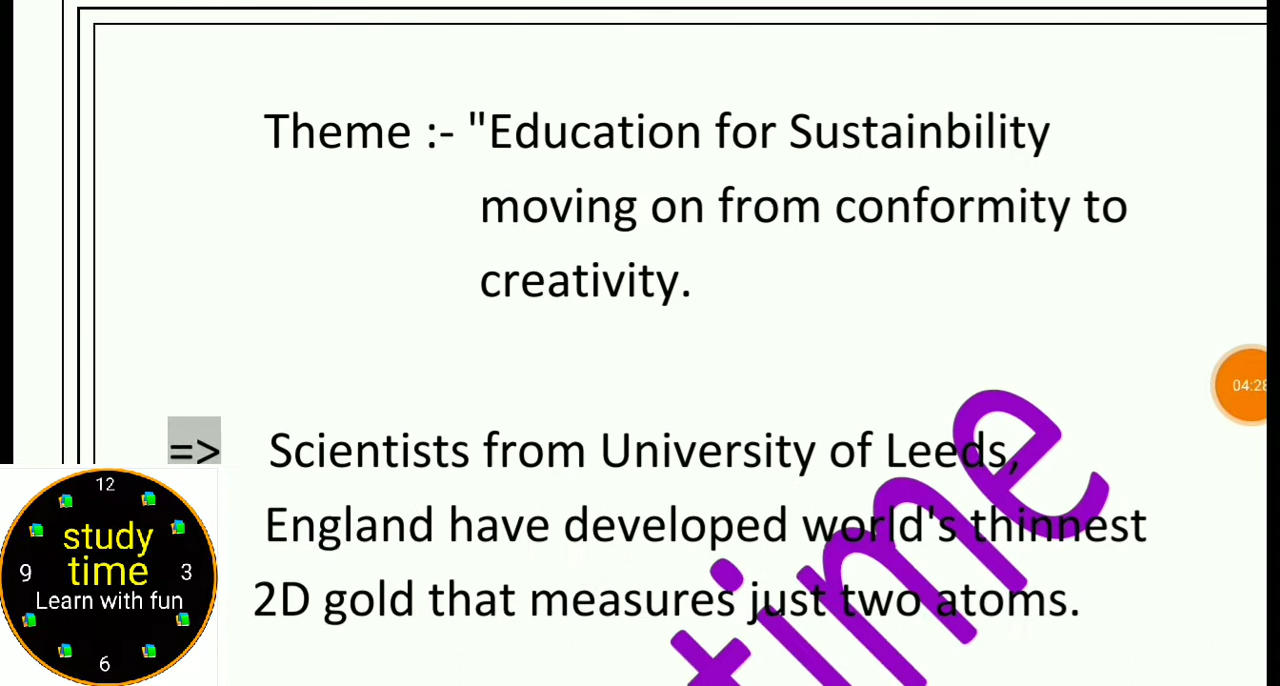 Theme :- "Education for Sustainbility
moving on from conformity to
creativity.
04:28
=> Scientists from University of Leeds,
England have developed world's thinnest
2D gold that measures just two atoms.
time
12
study
time
9
3
Learn with fun
6